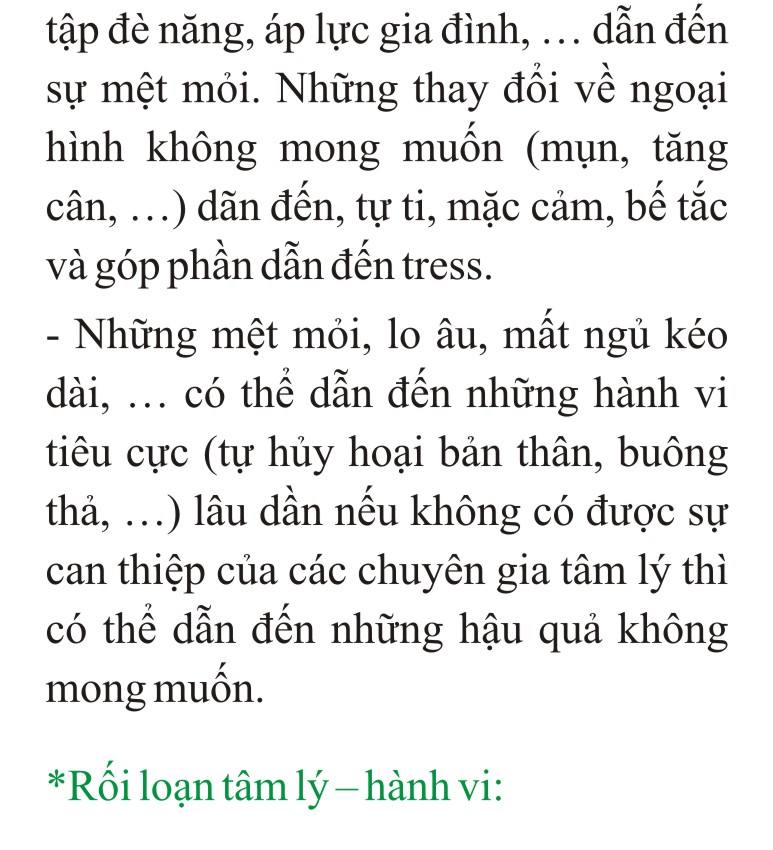 tập đè năng, áp lực gia đình, … dẫn đến
sự mệt mỏi. Những thay đổi về ngoại
hình không mong muốn (mụn, tăng
cân, …) dãn đến, tự ti, mặc cảm, bế tắc
và góp phần dẫn đến tress.
- Những mệt mỏi, lo âu, mất ngủ kéo
dài, … có thể dẫn đến những hành vi
tiêu cực (tự hủy hoại bản thân, buông
thả, …) lâu dần nếu không có được sự
can thiệp của các chuyên gia tâm lý thì
có thể dẫn đến những hậu quả không
mong muốn.
*Rối loạn tâm lý – hành vi: